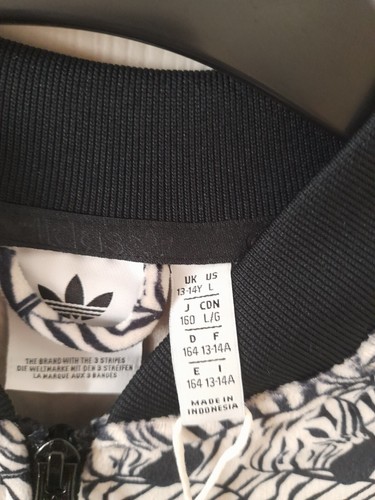 UK US
13-14Y L
J CDN
160 L/G
D F
164 13-14A
E I
164 13-14A
MADE IN
INDONESIA
THE BRAND WITH THE 3 STRIPES
DIE WELTMARKE MIT DEN 3 STREIFEN
LA MARQUE AUX 3 BANDES